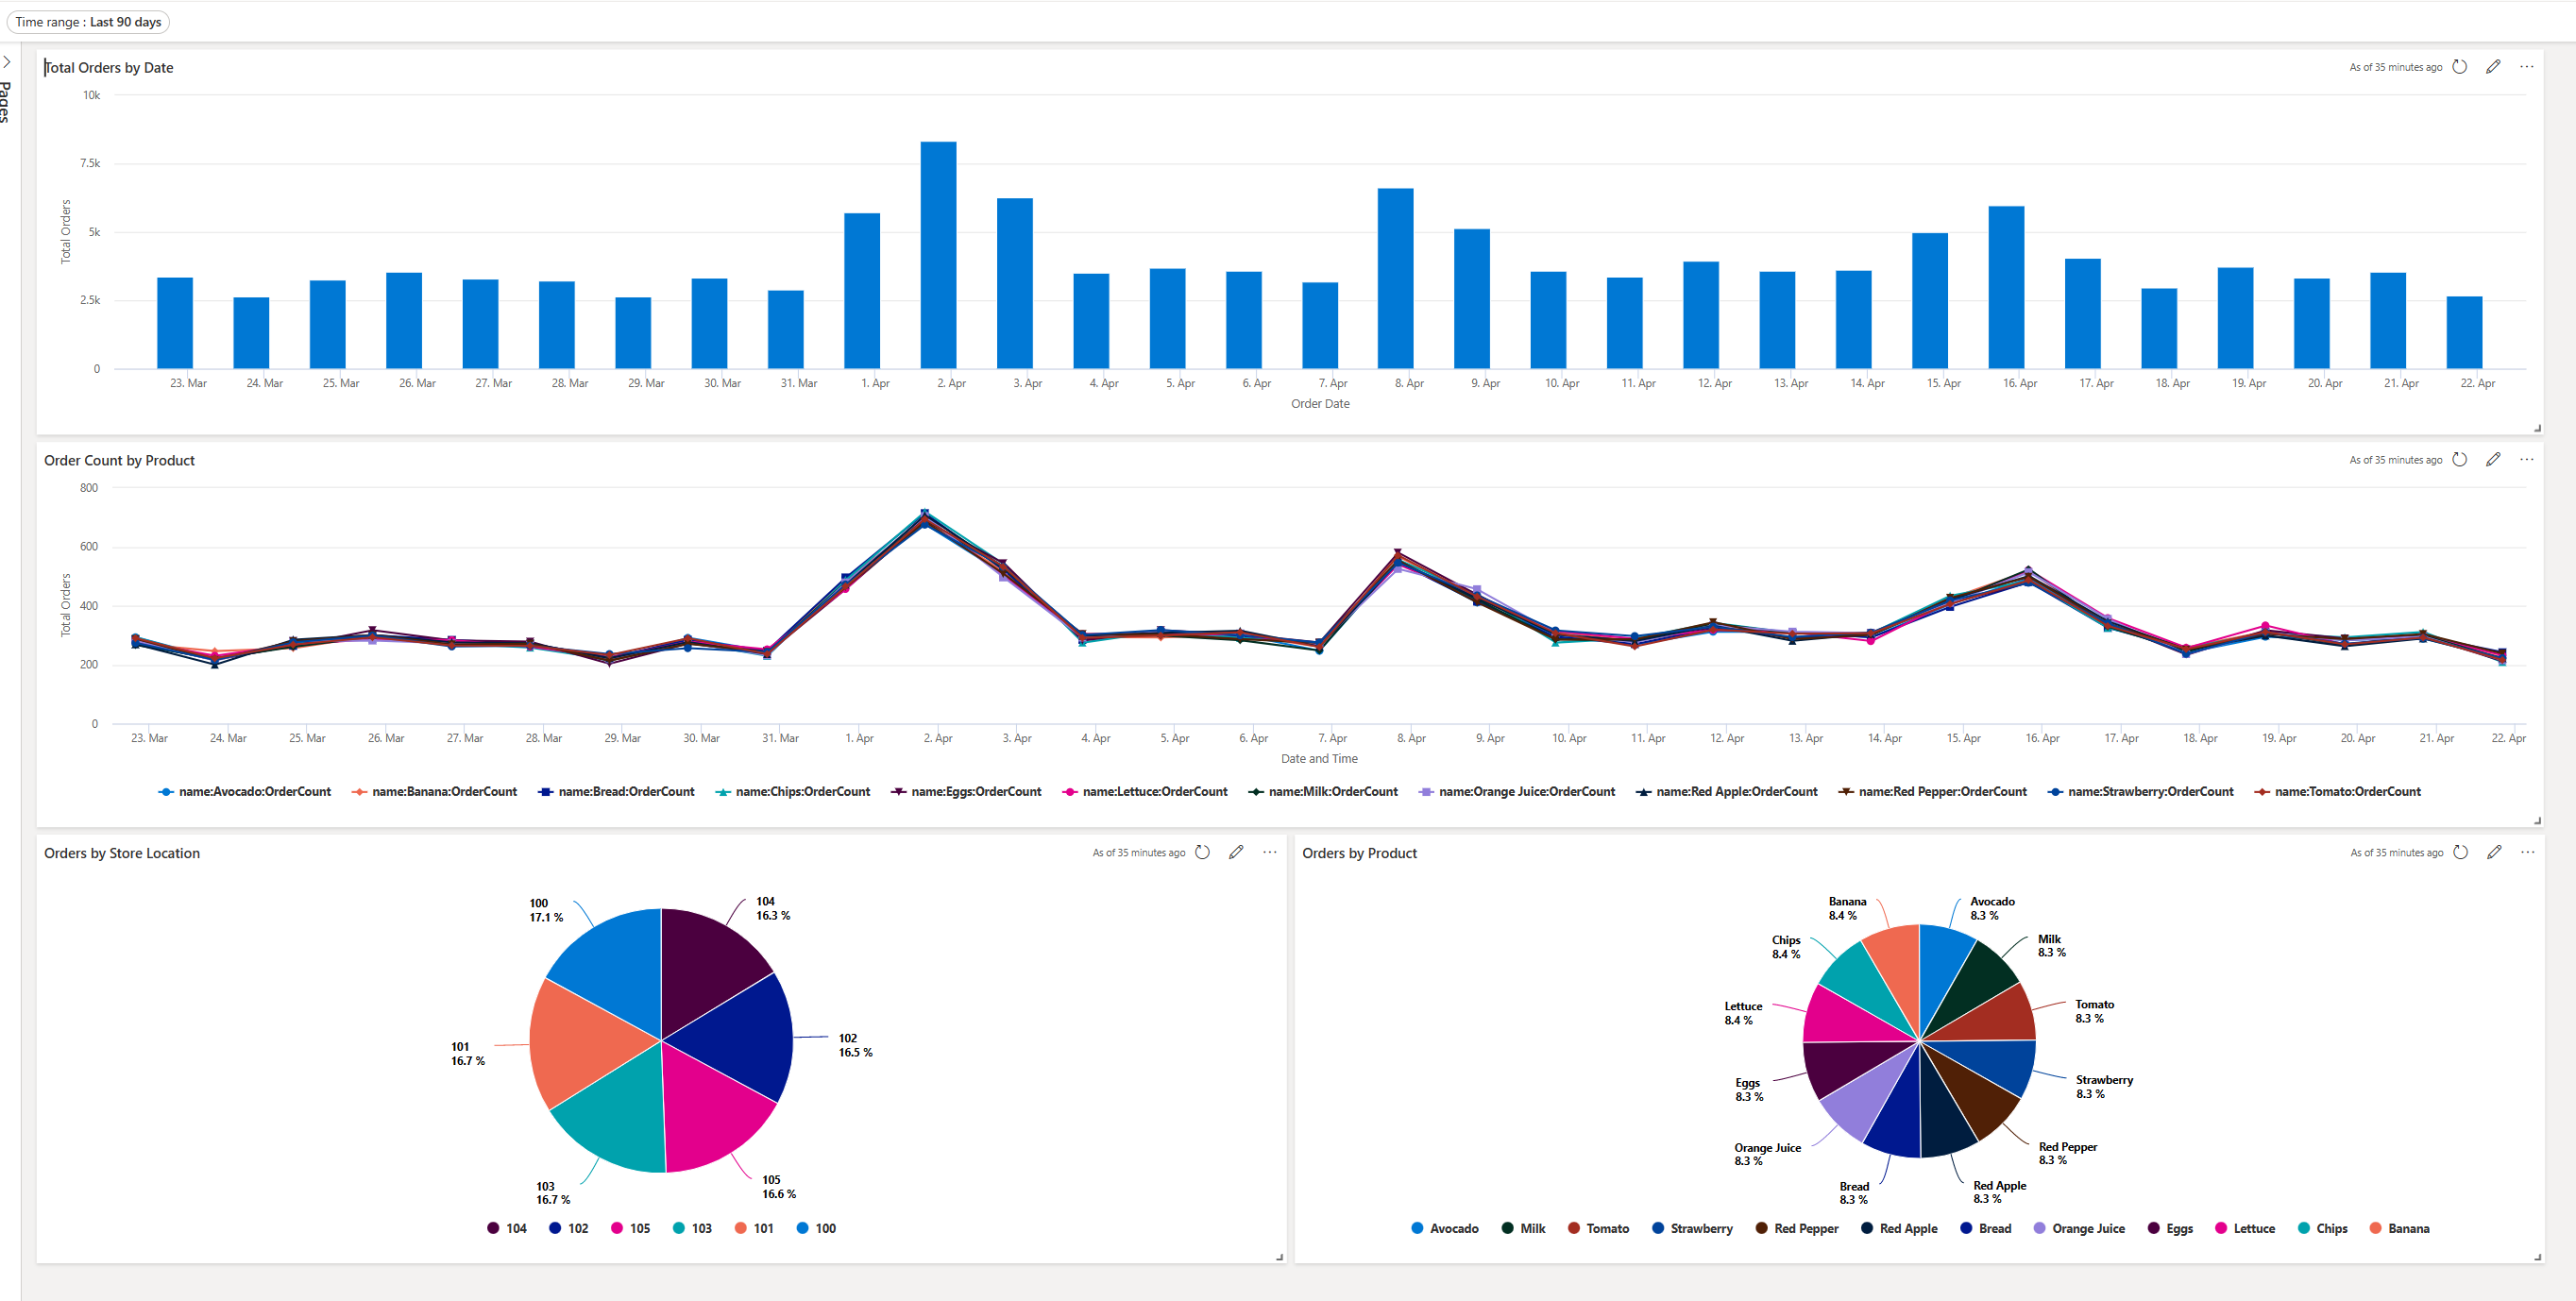 Time range : Last 90 days
Pages
Total Orders by Date
As of 35 minutes ago
10k
7.5k
5k
2.5k
0
Total Orders
23. Mar 24. Mar 25. Mar 26. Mar 27. Mar 28. Mar 29. Mar 30. Mar 31. Mar 1. Apr 2. Apr 3. Apr 4. Apr 5. Apr 6. Apr 7. Apr 8. Apr 9. Apr 10. Apr 11. Apr 12. Apr 13. Apr 14. Apr 15. Apr 16. Apr 17. Apr 18. Apr 19. Apr 20. Apr 21. Apr 22. Apr
Order Date
Order Count by Product
As of 35 minutes ago
800
600
400
200
0
Total Orders
23. Mar 24. Mar 25. Mar 26. Mar 27. Mar 28. Mar 29. Mar 30. Mar 31. Mar 1. Apr 2. Apr 3. Apr 4. Apr 5. Apr 6. Apr 7. Apr 8. Apr 9. Apr 10. Apr 11. Apr 12. Apr 13. Apr 14. Apr 15. Apr 16. Apr 17. Apr 18. Apr 19. Apr 20. Apr 21. Apr 22. Apr
Date and Time
name:Avocado:OrderCount name:Banana:OrderCount name:Bread:OrderCount name:Chips:OrderCount name:Eggs:OrderCount name:Lettuce:OrderCount name:Milk:OrderCount name:Orange Juice:OrderCount name:Red Apple:OrderCount name:Red Pepper:OrderCount name:Strawberry:OrderCount name:Tomato:OrderCount
Orders by Store Location
As of 35 minutes ago
104
16.3 %
102
16.5 %
105
16.6 %
103
16.7 %
101
16.7 %
100
17.1 %
104 102 105 103 101 100
Orders by Product
As of 35 minutes ago
Avocado
8.3 %
Milk
8.3 %
Tomato
8.3 %
Strawberry
8.3 %
Red Pepper
8.3 %
Red Apple
8.3 %
Bread
8.3 %
Orange Juice
8.3 %
Eggs
8.3 %
Lettuce
8.4 %
Chips
8.4 %
Banana
8.4 %
Avocado Milk Tomato Strawberry Red Pepper Red Apple Bread Orange Juice Eggs Lettuce Chips Banana